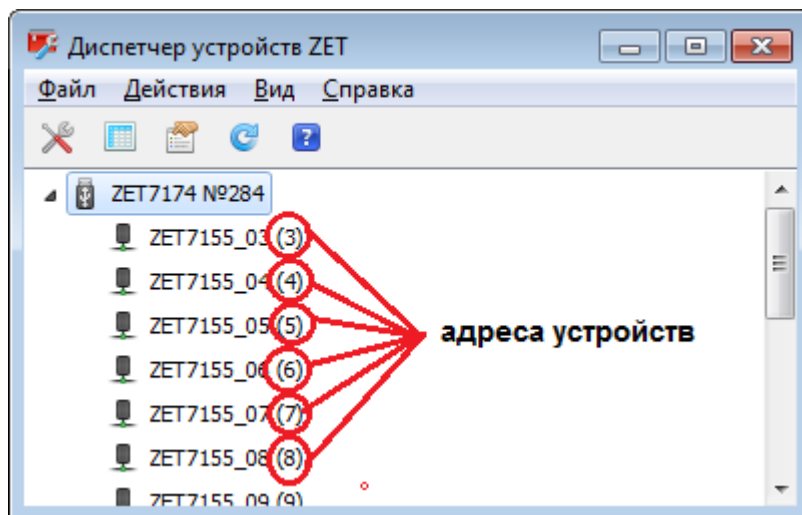 Диспетчер устройств ZET
Файл Действия Вид Справка
ZET7174 №284
ZET7155_03 (3)
ZET7155_04 (4)
ZET7155_05 (5)
адреса устройств
ZET7155_06 (6)
ZET7155_07 (7)
ZET7155_08 (8)
ZET7155_09 (9)